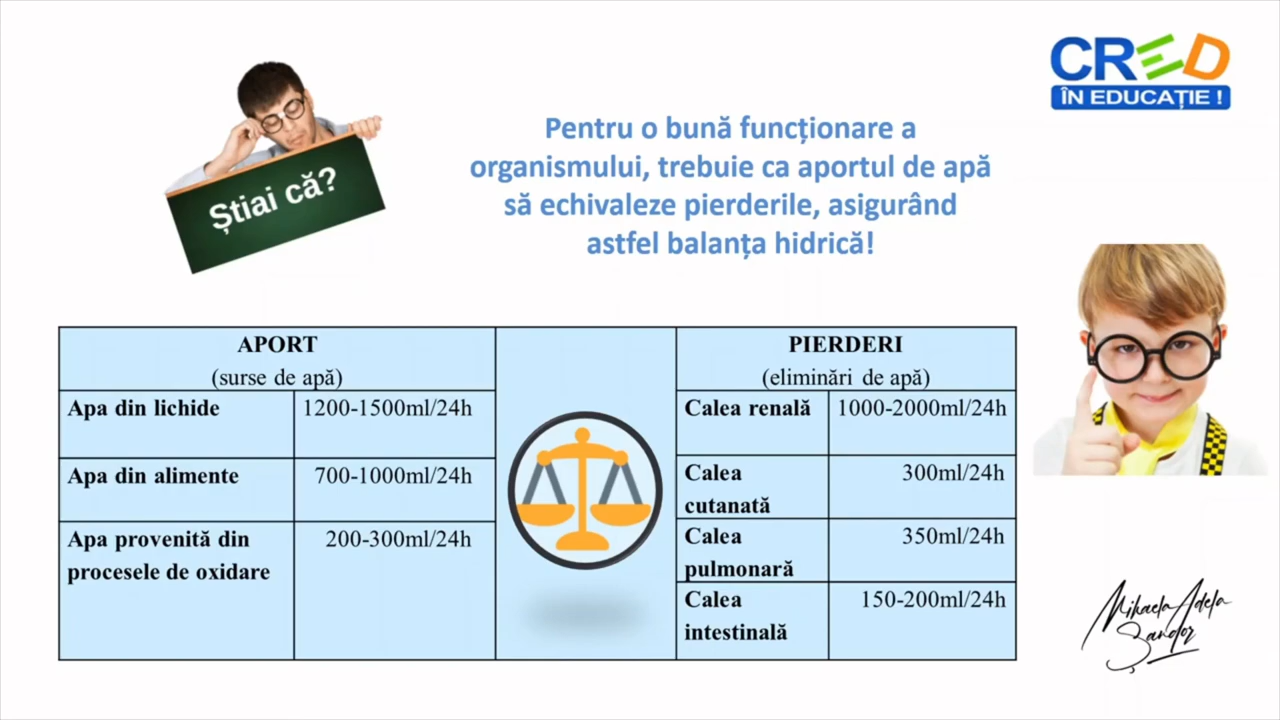 CRED
ÎN EDUCAȚIE !
Știai că?
Pentru o bună funcționare a
organismului, trebuie ca aportul de apă
să echivaleze pierderile, asigurând
astfel balanța hidrică!
APORT
(surse de apă)
PIERDERI
(eliminări de apă)
Apa din lichide 1200-1500ml/24h
Calea renală 1000-2000ml/24h
Apa din alimente 700-1000ml/24h
Calea 300ml/24h
cutanată
Apa provenită din 200-300ml/24h
procesele de oxidare
Calea 350ml/24h
pulmonară
Calea 150-200ml/24h
intestinală
Mihaela Adela
Șandor